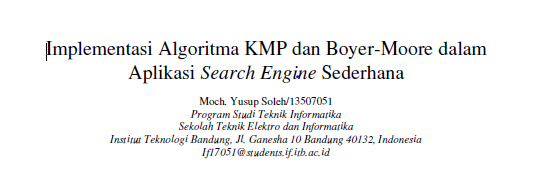 Implementasi Algoritma KMP dan Boyer-Moore dalam
Aplikasi Search Engine Sederhana
Moch. Yusup Soleh/13507051
Program Studi Teknik Informatika
Sekolah Teknik Elektro dan Informatika
Institut Teknologi Bandung, Jl. Ganesha 10 Bandung 40132, Indonesia
If17051@students.if.itb.ac.id